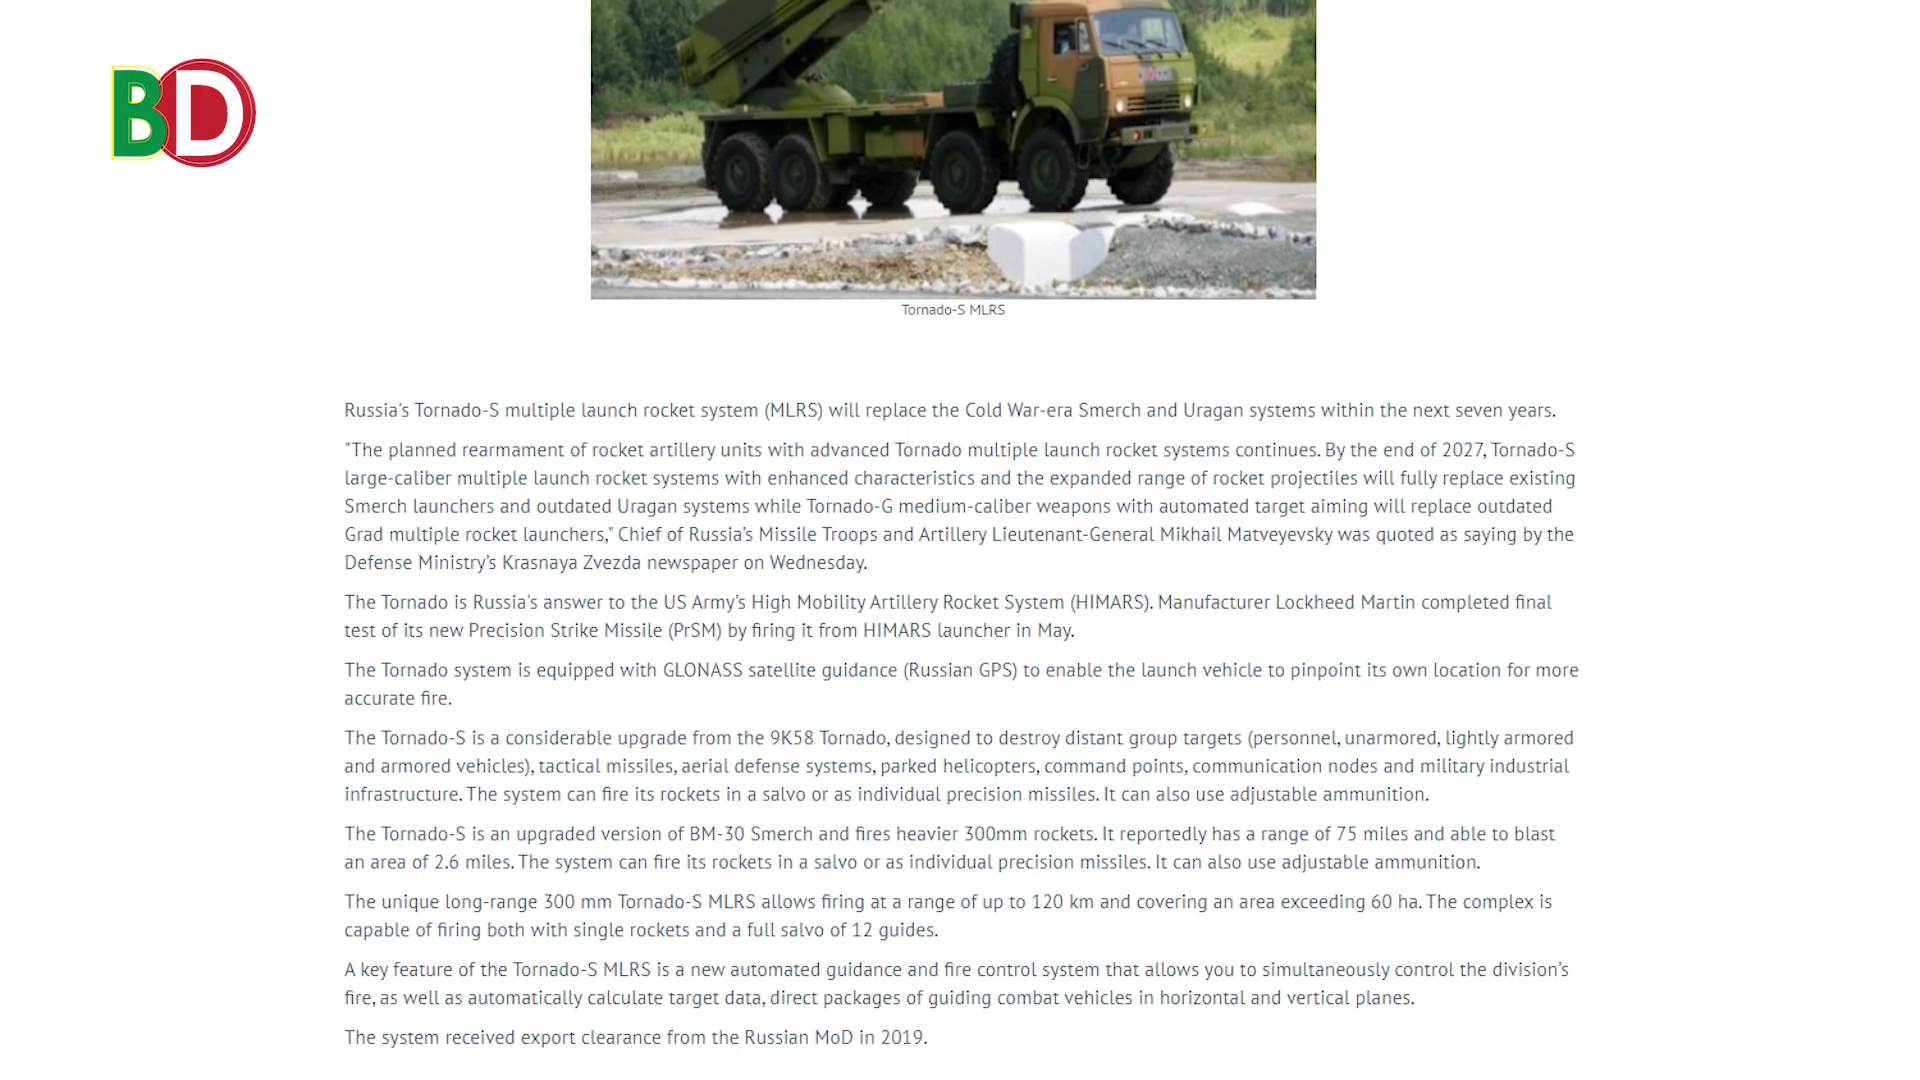 BD
Tornado-S MLRS
Russia's Tornado-S multiple launch rocket system (MLRS) will replace the Cold War-era Smerch and Uragan systems within the next seven years.
"The planned rearmament of rocket artillery units with advanced Tornado multiple launch rocket systems continues. By the end of 2027, Tornado-S
large-caliber multiple launch rocket systems with enhanced characteristics and the expanded range of rocket projectiles will fully replace existing
Smerch launchers and outdated Uragan systems while Tornado-G medium-caliber weapons with automated target aiming will replace outdated
Grad multiple rocket launchers," Chief of Russia’s Missile Troops and Artillery Lieutenant-General Mikhail Matveyevsky was quoted as saying by the
Defense Ministry’s Krasnaya Zvezda newspaper on Wednesday.
The Tornado is Russia's answer to the US Army’s High Mobility Artillery Rocket System (HIMARS). Manufacturer Lockheed Martin completed final
test of its new Precision Strike Missile (PrSM) by firing it from HIMARS launcher in May.
The Tornado system is equipped with GLONASS satellite guidance (Russian GPS) to enable the launch vehicle to pinpoint its own location for more
accurate fire.
The Tornado-S is a considerable upgrade from the 9K58 Tornado, designed to destroy distant group targets (personnel, unarmored, lightly armored
and armored vehicles), tactical missiles, aerial defense systems, parked helicopters, command points, communication nodes and military industrial
infrastructure. The system can fire its rockets in a salvo or as individual precision missiles. It can also use adjustable ammunition.
The Tornado-S is an upgraded version of BM-30 Smerch and fires heavier 300mm rockets. It reportedly has a range of 75 miles and able to blast
an area of 2.6 miles. The system can fire its rockets in a salvo or as individual precision missiles. It can also use adjustable ammunition.
The unique long-range 300 mm Tornado-S MLRS allows firing at a range of up to 120 km and covering an area exceeding 60 ha. The complex is
capable of firing both with single rockets and a full salvo of 12 guides.
A key feature of the Tornado-S MLRS is a new automated guidance and fire control system that allows you to simultaneously control the division’s
fire, as well as automatically calculate target data, direct packages of guiding combat vehicles in horizontal and vertical planes.
The system received export clearance from the Russian MoD in 2019.